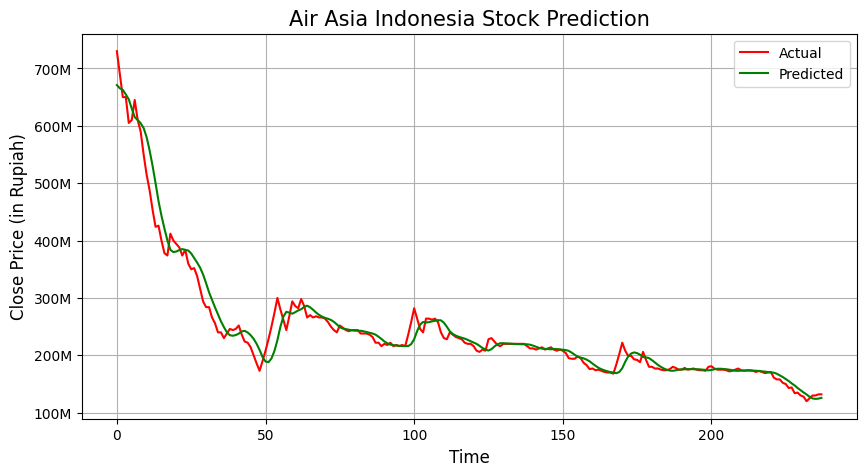 Air Asia Indonesia Stock Prediction
Actual
Predicted
700M
600M
500M
400M
300M
200M
100M
Close Price (in Rupiah)
0
50
100
150
200
Time